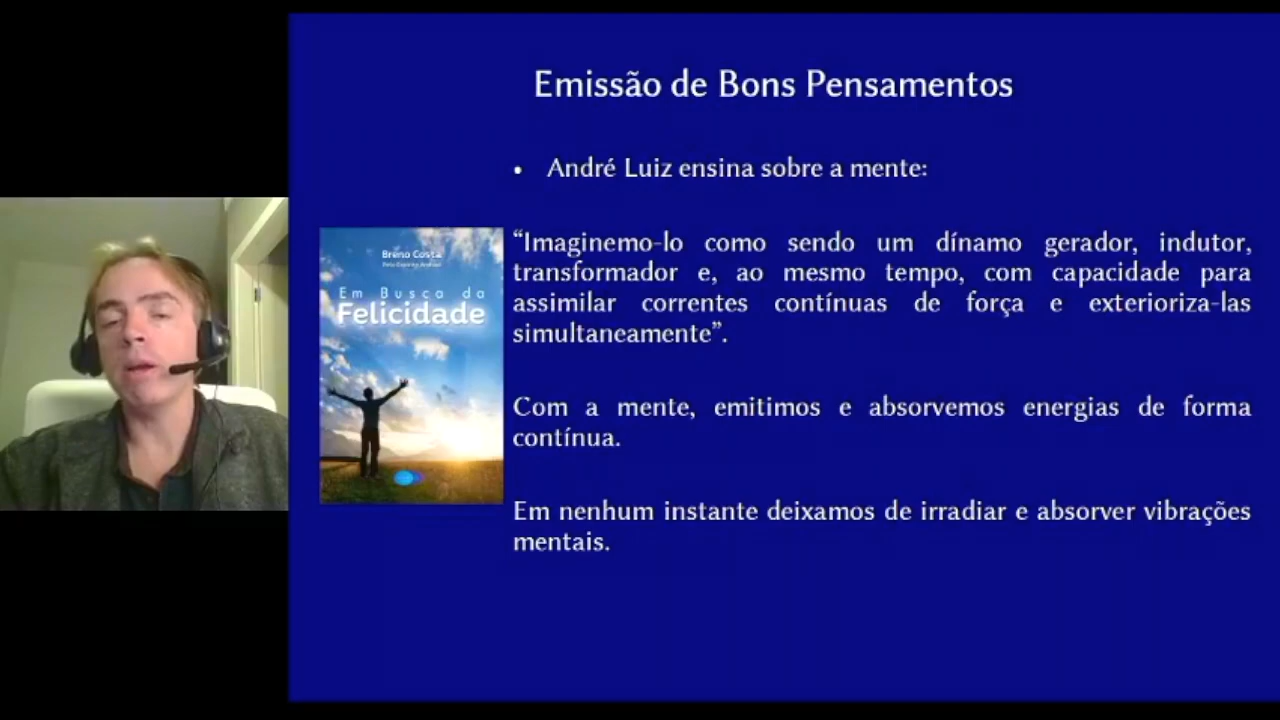 Emissão de Bons Pensamentos
• André Luiz ensina sobre a mente:
“Imaginemo-lo como sendo um dínamo gerador, indutor,
transformador e, ao mesmo tempo, com capacidade para
assimilar correntes contínuas de força e exterioriza-las
simultaneamente”.
Com a mente, emitimos e absorvemos energias de forma
contínua.
Em nenhum instante deixamos de irradiar e absorver vibrações
mentais.
Breno Costa
Em Busca da
Felicidade